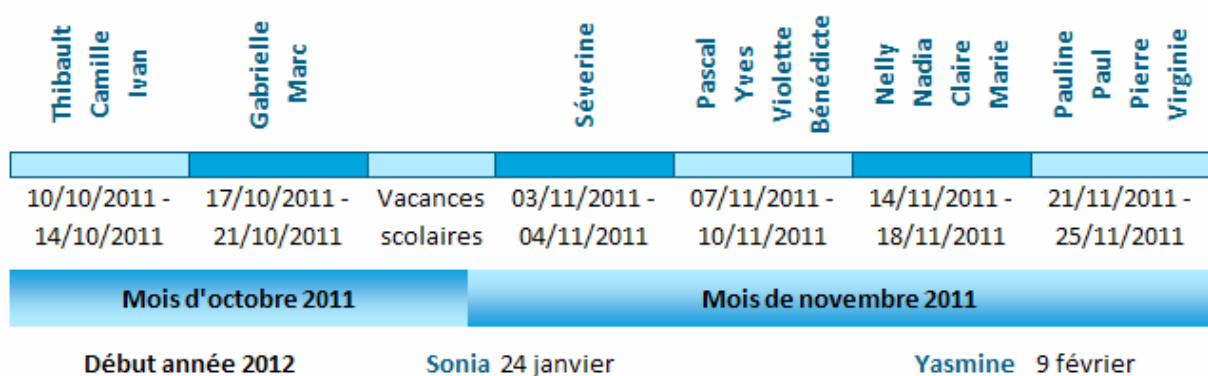 Thibault
Camille
Ivan
Gabrielle
Marc
Séverine
Pascal
Yves
Violette
Bénédicte
Nelly
Nadia
Claire
Marie
Pauline
Paul
Pierre
Virginie
10/10/2011 -
14/10/2011
17/10/2011 -
21/10/2011
Vacances
scolaires
03/11/2011 -
04/11/2011
07/11/2011 -
10/11/2011
14/11/2011 -
18/11/2011
21/11/2011 -
25/11/2011
Mois d'octobre 2011
Mois de novembre 2011
Début année 2012
Sonia 24 janvier
Yasmine 9 février